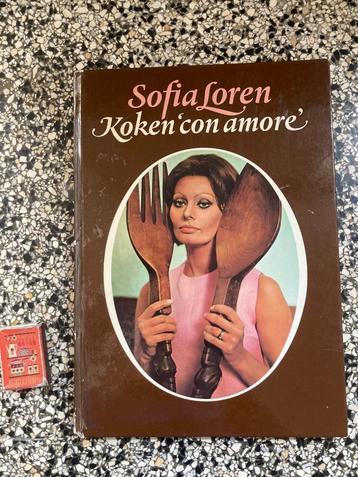 Sofia Loren
Koken ‘con amore’